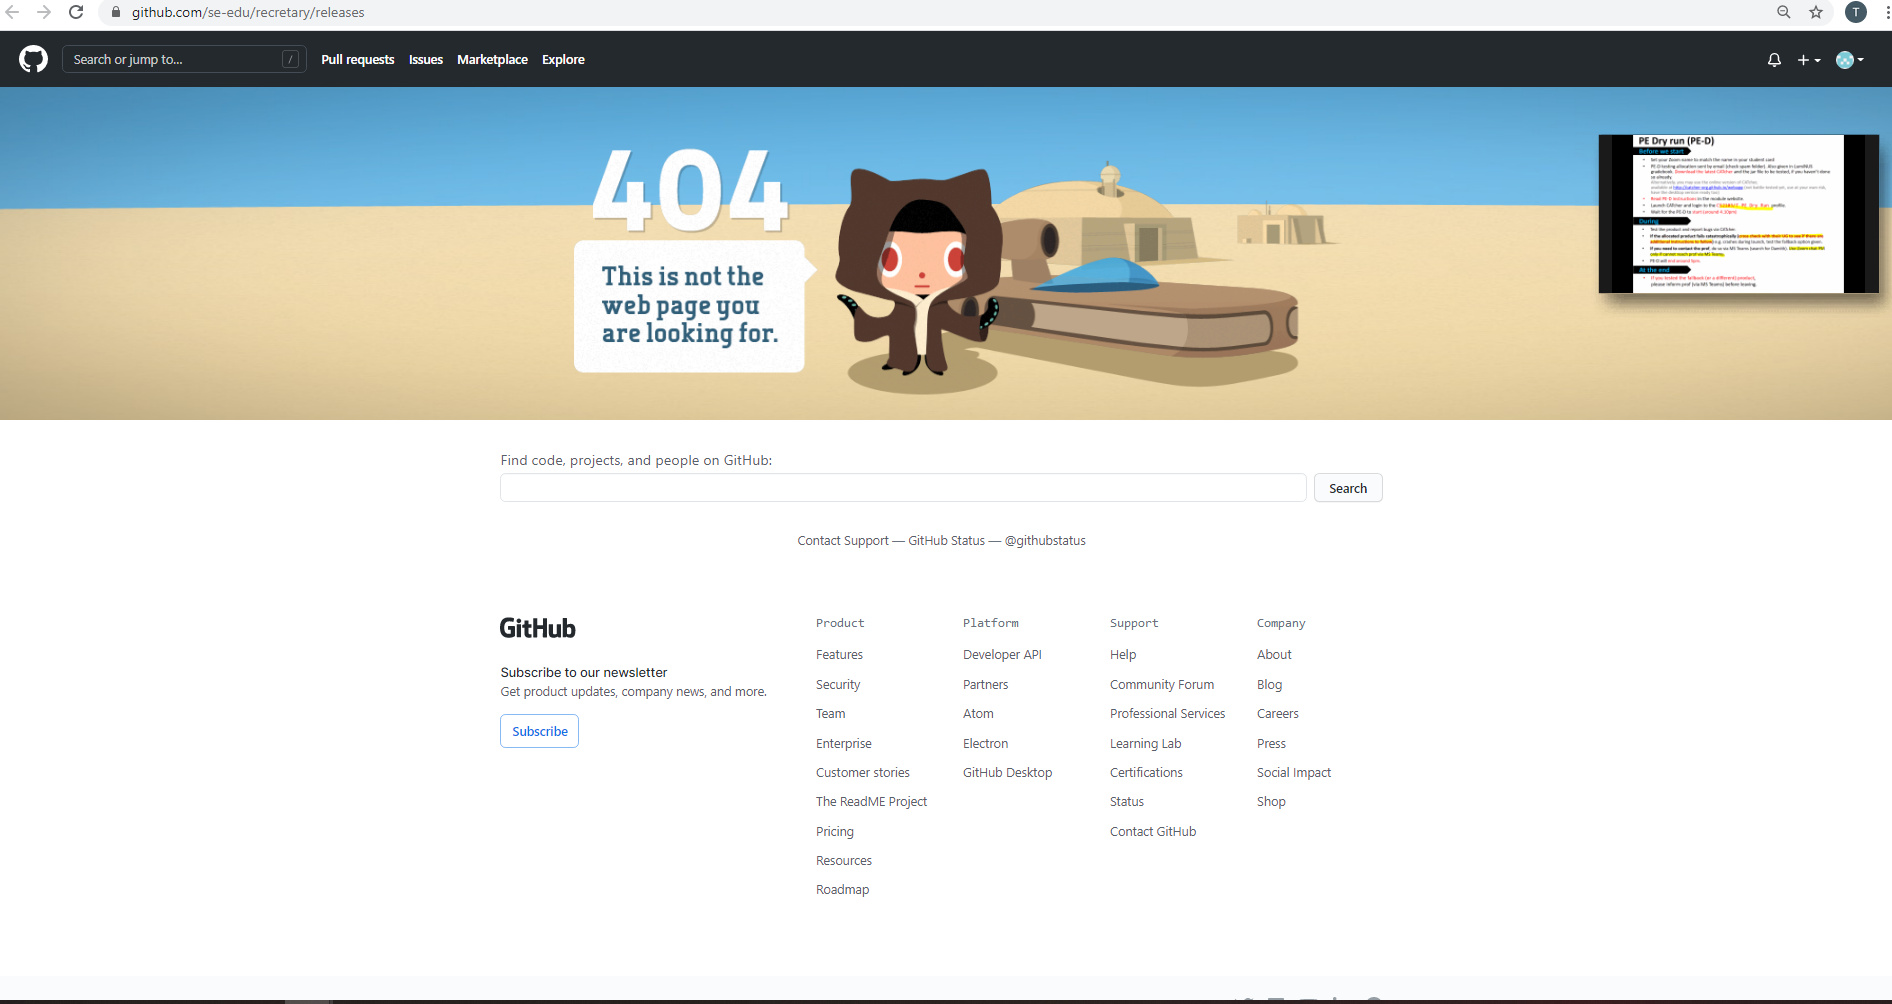 github.com/se-edu/recretary/releases
T
Search or jump to...
/
Pull requests
Issues
Marketplace
Explore
404
This is not the
web page you
are looking for.
PE Dry run (PE-D)
Before we start
During
At the end
Find code, projects, and people on GitHub:
Search
Contact Support — GitHub Status — @githubstatus
GitHub
Subscribe to our newsletter
Get product updates, company news, and more.
Subscribe
Product
Features
Security
Team
Enterprise
Customer stories
The ReadME Project
Pricing
Resources
Roadmap
Platform
Developer API
Partners
Atom
Electron
GitHub Desktop
Support
Help
Community Forum
Professional Services
Learning Lab
Certifications
Status
Contact GitHub
Company
About
Blog
Careers
Press
Social Impact
Shop